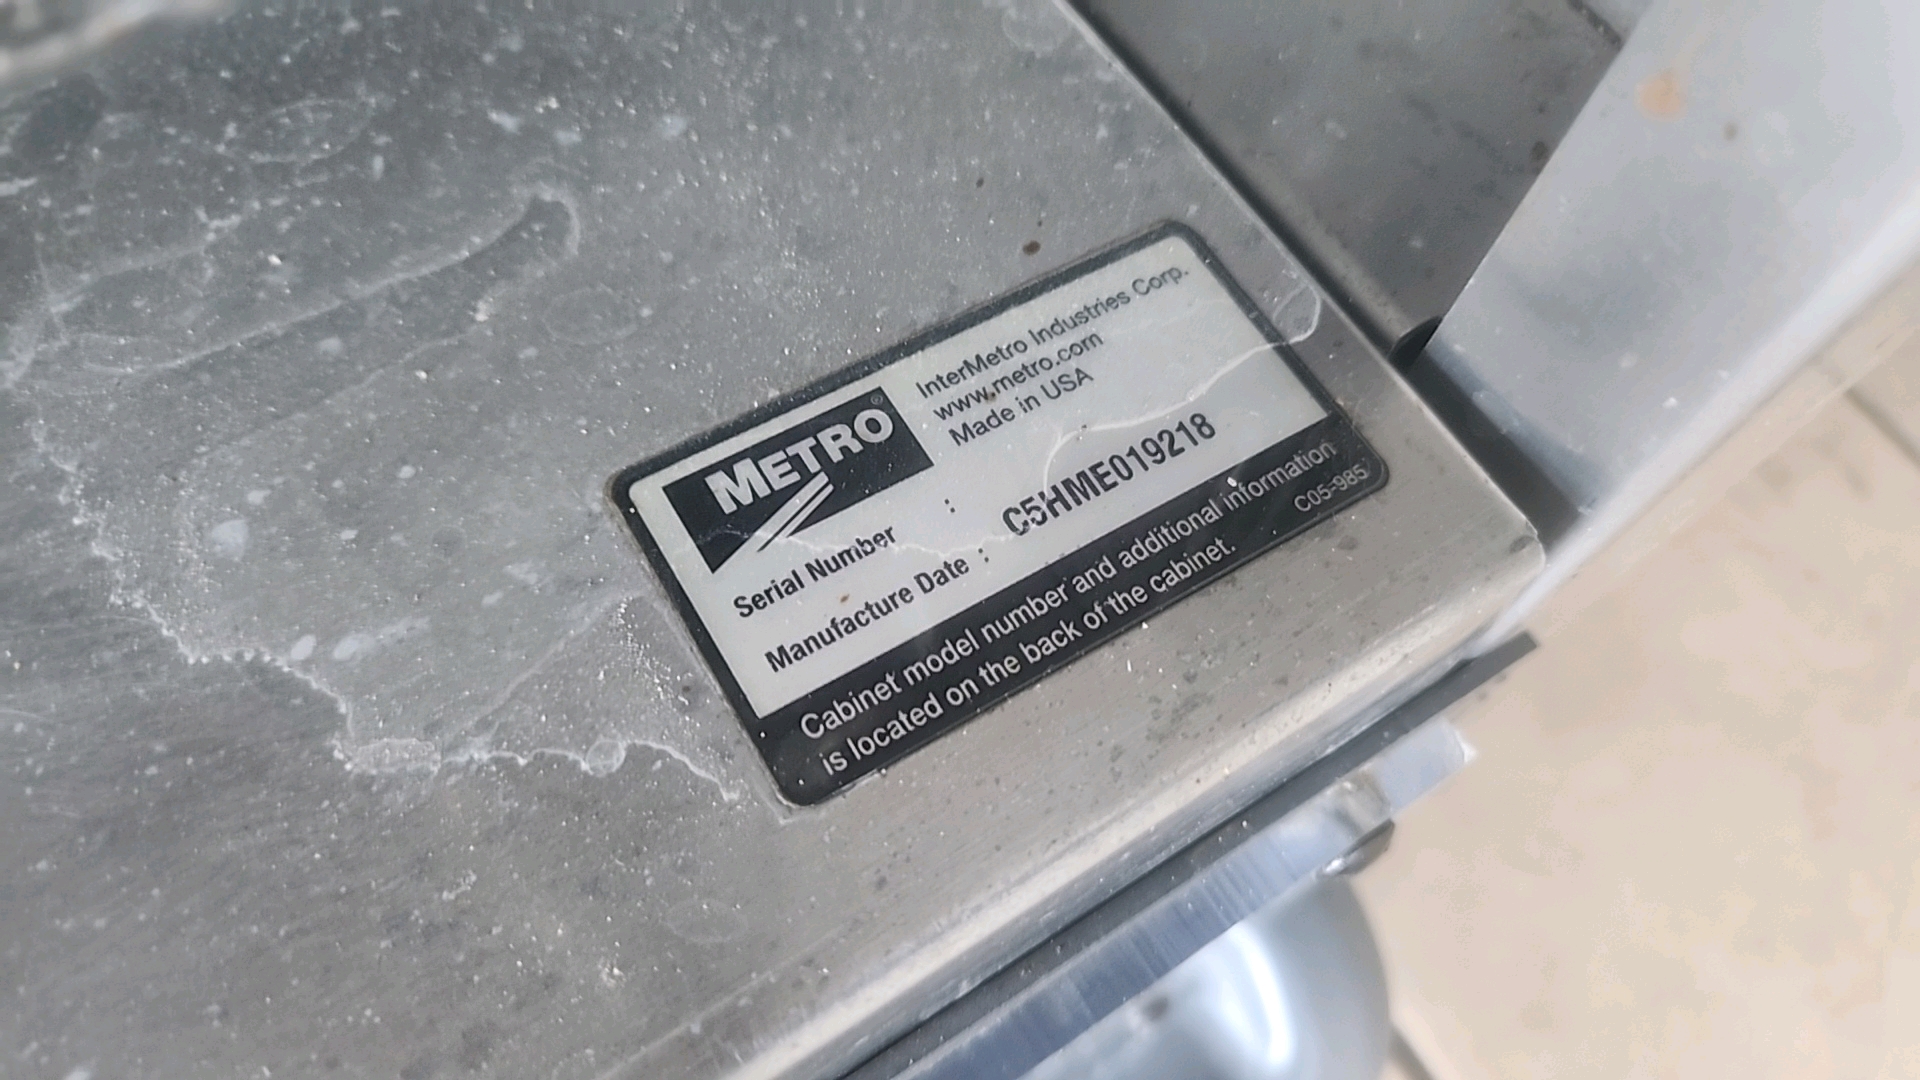 METRO®
InterMetro Industries Corp.
www.metro.com
Made in USA
Serial Number : C5HME019218
Manufacture Date :
Cabinet model number and additional information
is located on the back of the cabinet.
C05-985